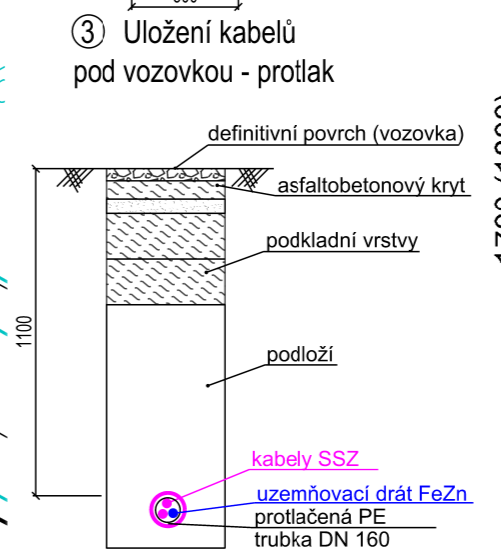 ③ Uložení kabelů
pod vozovkou - protlak
definitivní povrch (vozovka)
asfaltobetonový kryt
podkladní vrstvy
1100
podloží
kabely SSZ
uzemňovací drát FeZn
protlačená PE
trubka DN 160